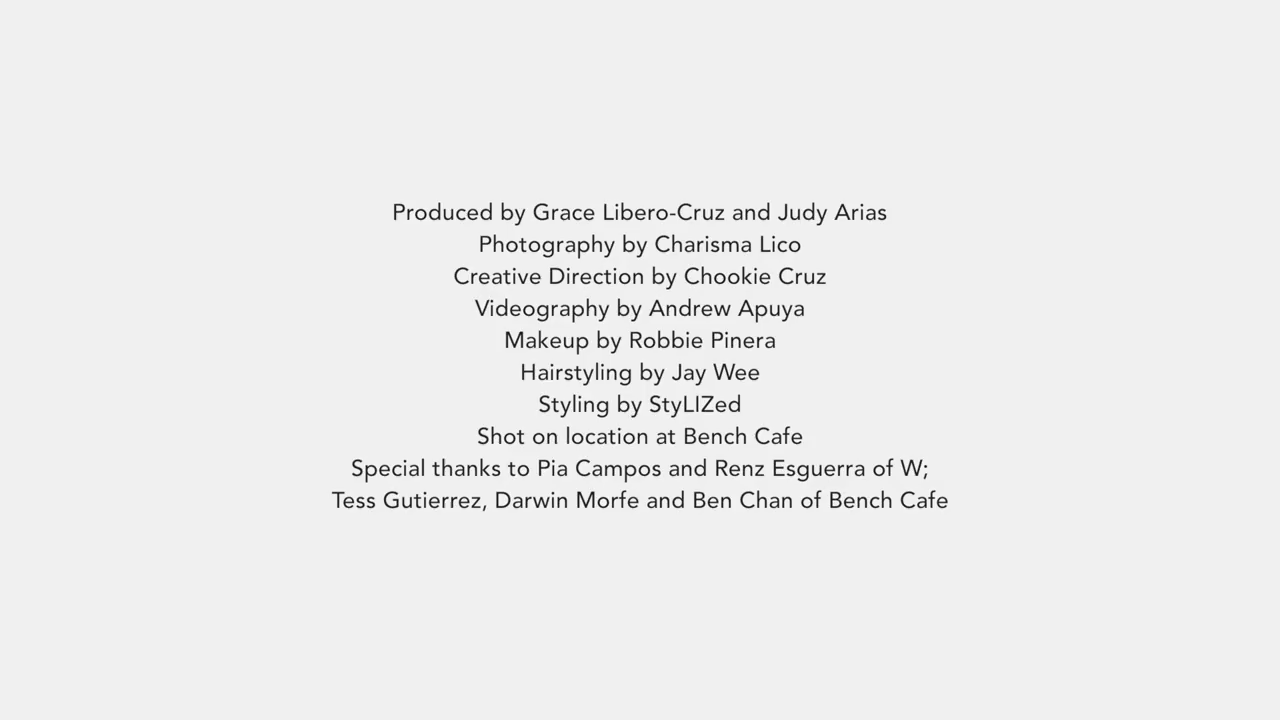 Produced by Grace Libero-Cruz and Judy Arias
Photography by Charisma Lico
Creative Direction by Chookie Cruz
Videography by Andrew Apuya
Makeup by Robbie Pinera
Hairstyling by Jay Wee
Styling by StyLIZed
Shot on location at Bench Cafe
Special thanks to Pia Campos and Renz Esguerra of W;
Tess Gutierrez, Darwin Morfe and Ben Chan of Bench Cafe